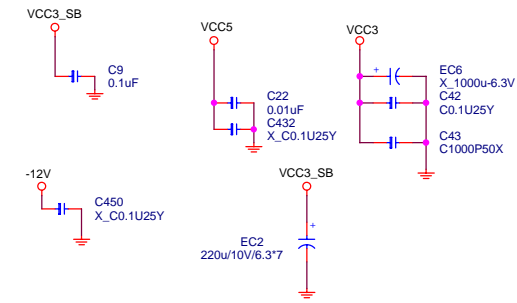 VCC3_SB
C9
0.1uF
VCC5
C22
0.01uF
C432
X_C0.1U25Y
VCC3
+
EC6
X_1000u-6.3V
C42
C0.1U25Y
C43
C1000P50X
-12V
C450
X_C0.1U25Y
VCC3_SB
+
EC2
220u/10V/6.3*7